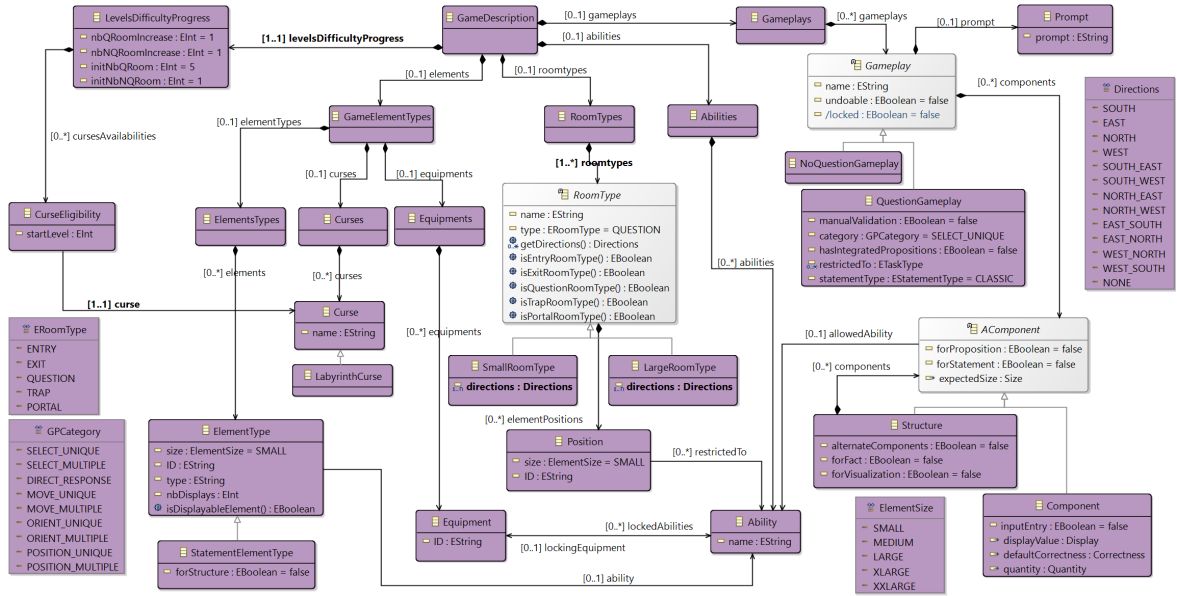 LevelsDifficultyProgress
nbQRoomIncrease : EInt = 1
nbNQRoomIncrease : EInt = 1
initNbQRoom : EInt = 5
initNbNQRoom : EInt = 1
[1..1] levelsDifficultyProgress
GameDescription
[0..1] gameplays
[0..1] abilities
Gameplays
[0..*] gameplays
[0..1] prompt
Prompt
prompt : EString
[0..1] elements
[0..1] roomtypes
Gameplay
name : EString
undoable : EBoolean = false
/locked : EBoolean = false
[0..*] components
Directions
SOUTH
EAST
NORTH
WEST
SOUTH_EAST
SOUTH_WEST
NORTH_EAST
NORTH_WEST
EAST_SOUTH
EAST_NORTH
WEST_NORTH
WEST_SOUTH
NONE
[0..*] cursesAvailabilities
[0..1] elementTypes
GameElementTypes
RoomTypes
Abilities
[0..1] curses
[0..1] equipments
[1..*] roomtypes
NoQuestionGameplay
QuestionGameplay
manualValidation : EBoolean = false
category : GPCategory = SELECT_UNIQUE
hasIntegratedPropositions : EBoolean = false
restrictedTo : ETaskType
statementType : EStatementType = CLASSIC
CurseEligibility
startLevel : EInt
ElementsTypes
Curses
Equipments
RoomType
name : EString
type : ERoomType = QUESTION
getDirections() : Directions
isEntryRoomType() : EBoolean
isExitRoomType() : EBoolean
isQuestionRoomType() : EBoolean
isTrapRoomType() : EBoolean
isPortalRoomType() : EBoolean
[0..*] elements
[0..*] curses
[0..*] abilities
[1..1] curse
Curse
name : EString
[0..*] equipments
LabyrinthCurse
ERoomType
ENTRY
EXIT
QUESTION
TRAP
PORTAL
SmallRoomType
directions : Directions
LargeRoomType
directions : Directions
[0..1] allowedAbility
AComponent
forProposition : EBoolean = false
forStatement : EBoolean = false
expectedSize : Size
[0..*] components
GPCategory
SELECT_UNIQUE
SELECT_MULTIPLE
DIRECT_RESPONSE
MOVE_UNIQUE
MOVE_MULTIPLE
ORIENT_UNIQUE
ORIENT_MULTIPLE
POSITION_UNIQUE
POSITION_MULTIPLE
ElementType
size : ElementSize = SMALL
ID : EString
type : EString
nbDisplays : EInt
isDisplayableElement() : EBoolean
[0..*] elementPositions
Position
size : ElementSize = SMALL
ID : EString
[0..*] restrictedTo
Structure
alternateComponents : EBoolean = false
forFact : EBoolean = false
forVisualization : EBoolean = false
StatementElementType
forStructure : EBoolean = false
Equipment
ID : EString
[0..*] lockedAbilities
[0..1] lockingEquipment
Ability
name : EString
[0..1] ability
ElementSize
SMALL
MEDIUM
LARGE
XLARGE
XXLARGE
Component
inputEntry : EBoolean = false
displayValue : Display
defaultCorrectness : Correctness
quantity : Quantity